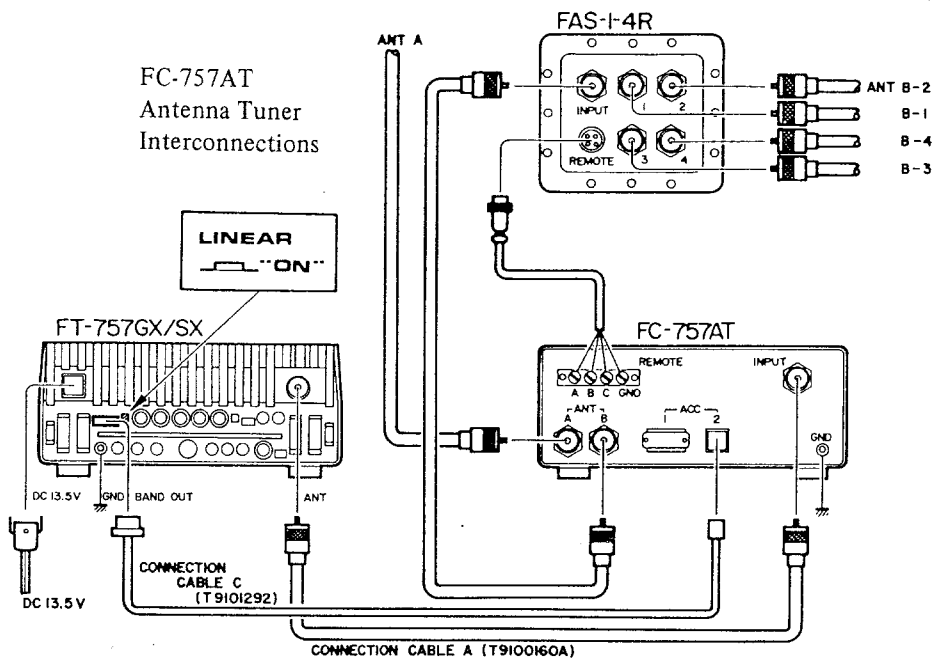 FAS-1-4R
ANT A
FC-757AT
Antenna Tuner
Interconnections
INPUT
1
2
ANT B-2
B-1
REMOTE
3
4
B-4
B-3
LINEAR
"ON"
FT-757GX/SX
FC-757AT
REMOTE
INPUT
A B C GND
ANT
A B
ACC
1 2
GND
DC 13.5V
GND
BAND OUT
ANT
CONNECTION
CABLE C
(T9101292)
DC 13.5V
CONNECTION CABLE A (T9100160A)